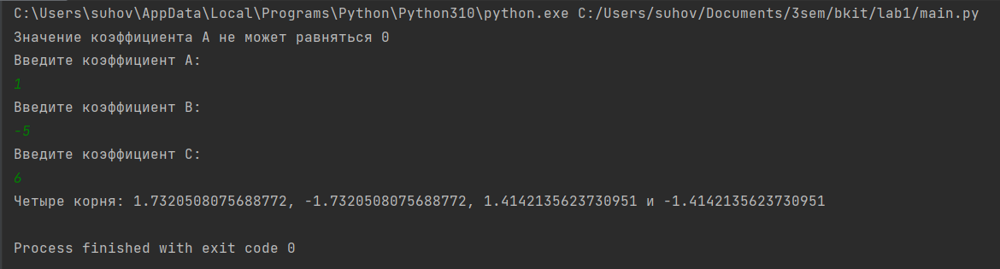 C:\Users\suhov\AppData\Local\Programs\Python\Python310\python.exe C:/Users/suhov/Documents/3sem/bkit/lab1/main.py
Значение коэффициента А не может равняться 0
Введите коэффициент А:
1
Введите коэффициент В:
-5
Введите коэффициент С:
6
Четыре корня: 1.7320508075688772, -1.7320508075688772, 1.4142135623730951 и -1.4142135623730951
Process finished with exit code 0